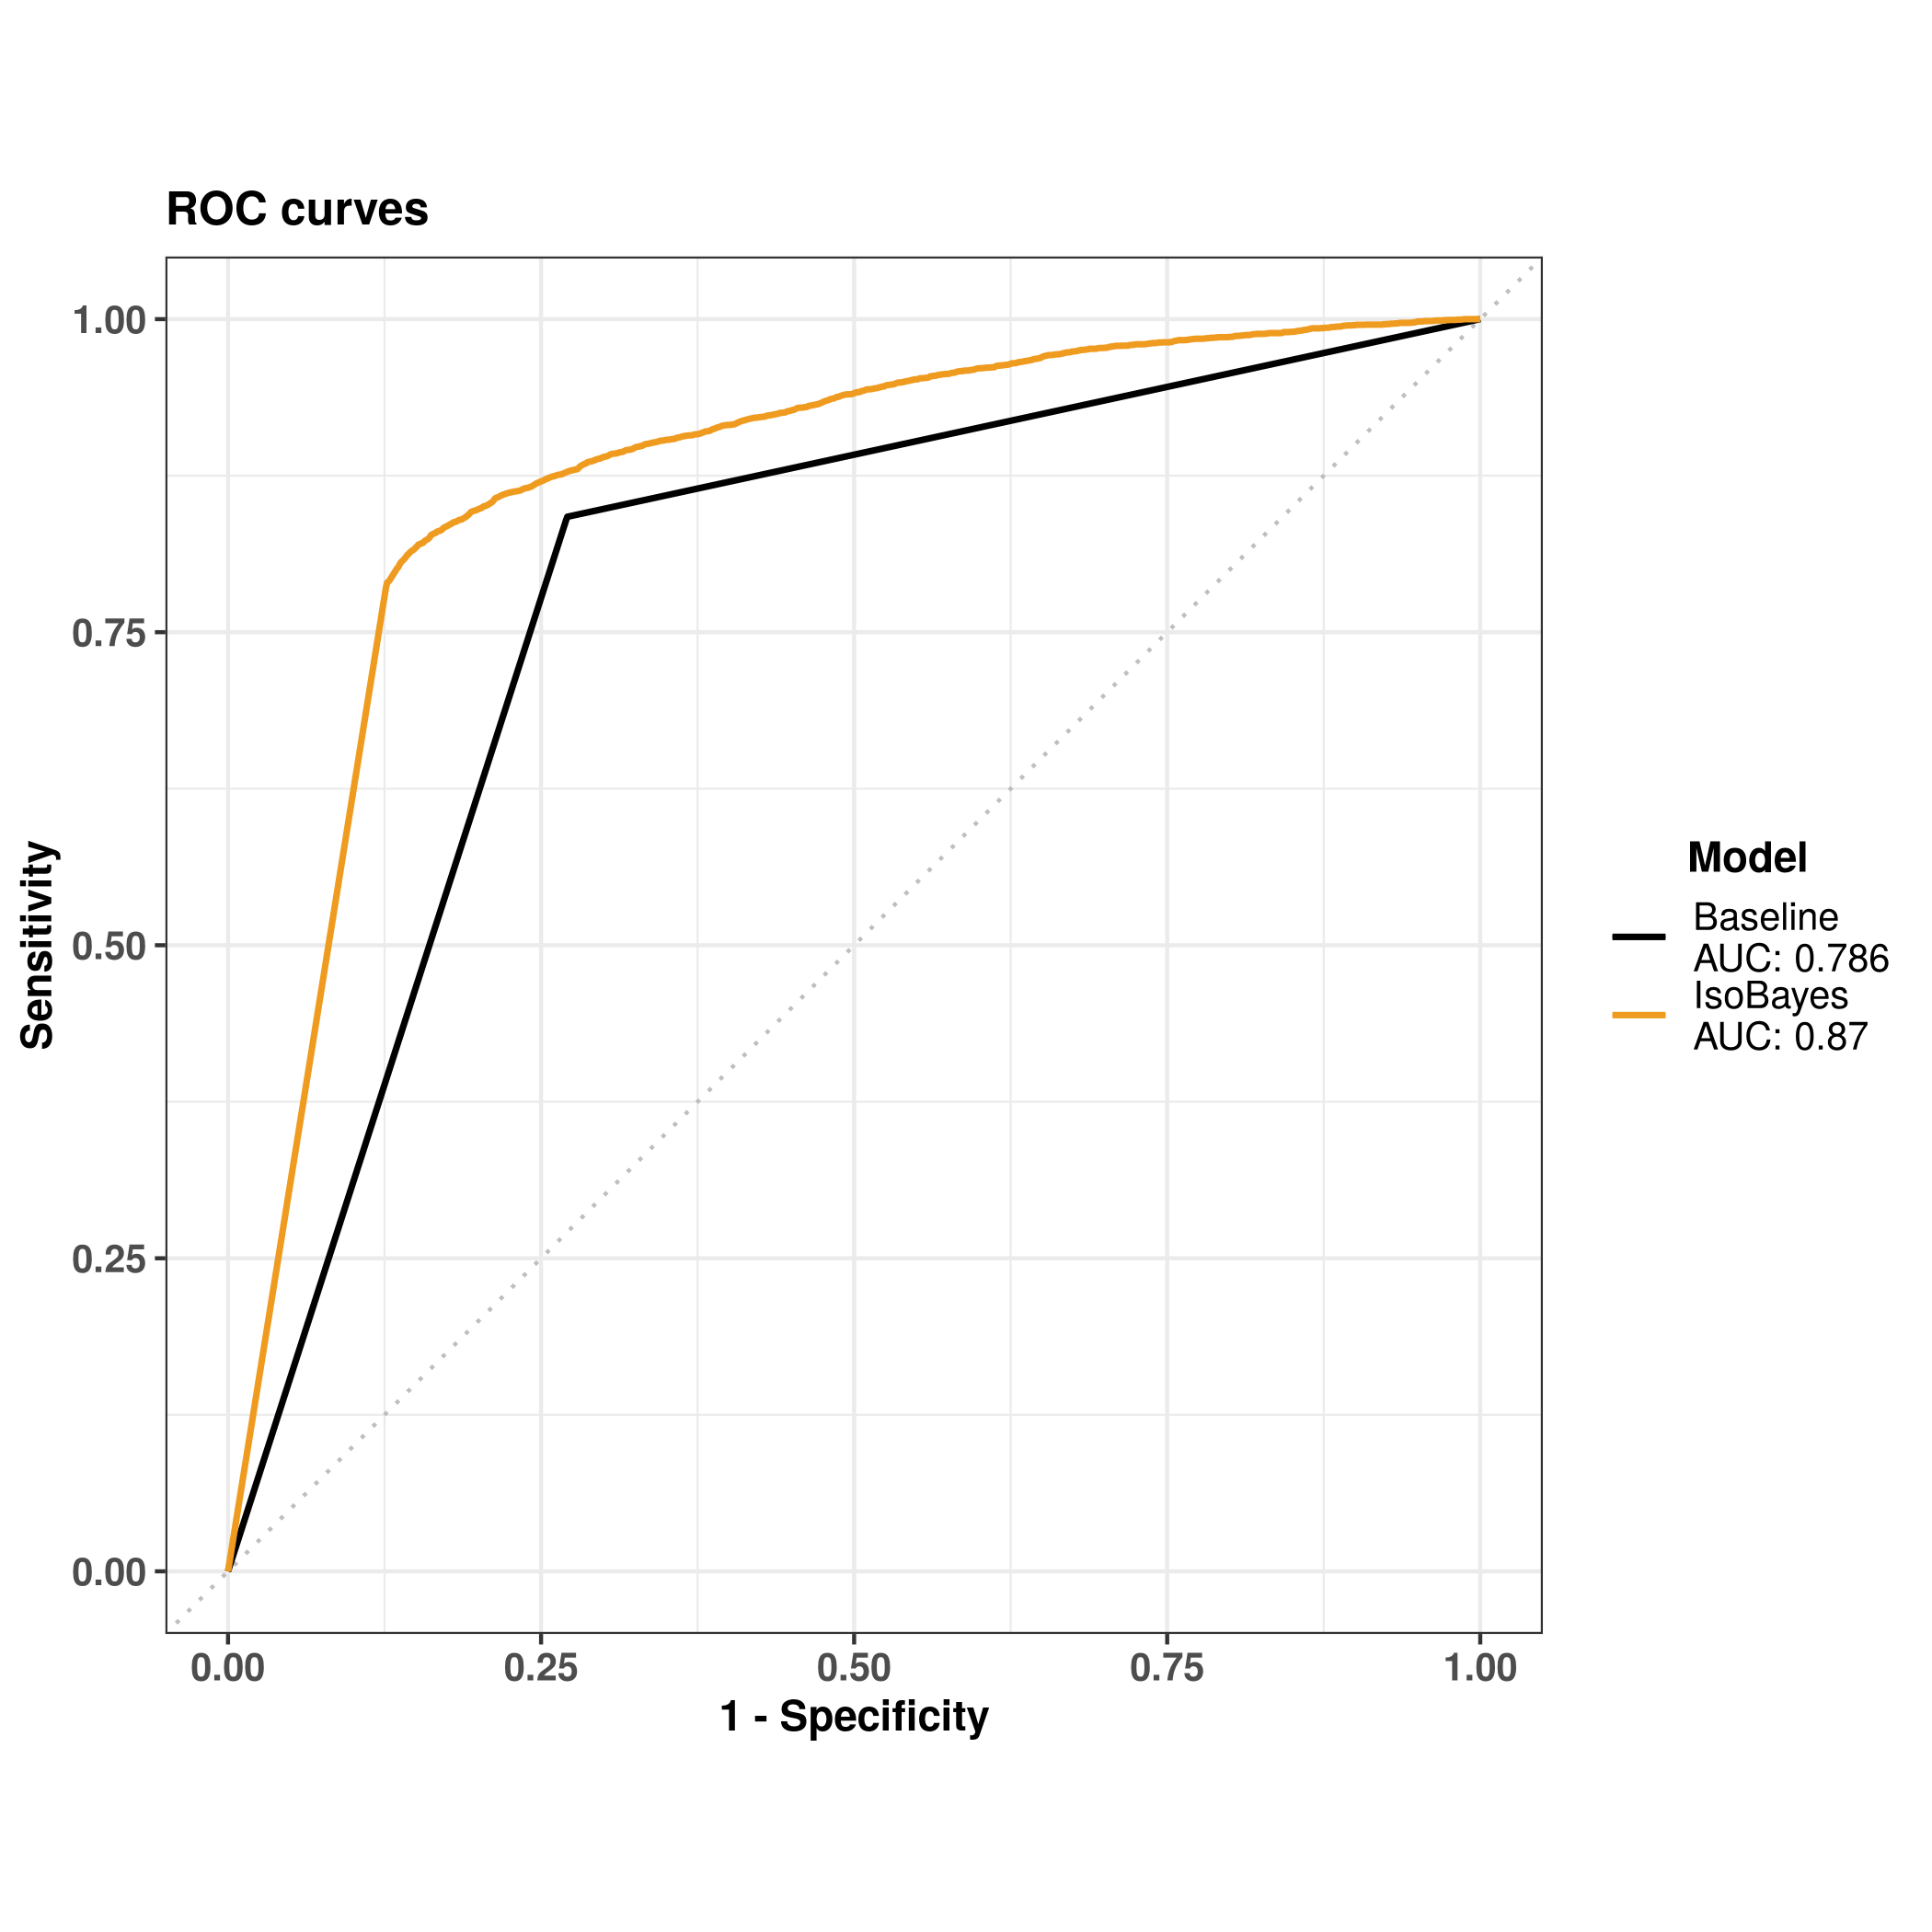 ROC curves
1.00
0.75
0.50
0.25
0.00
Sensitivity
0.00 0.25 0.50 0.75 1.00
1 - Specificity
Model
Baseline
AUC: 0.786
IsoBayes
AUC: 0.87